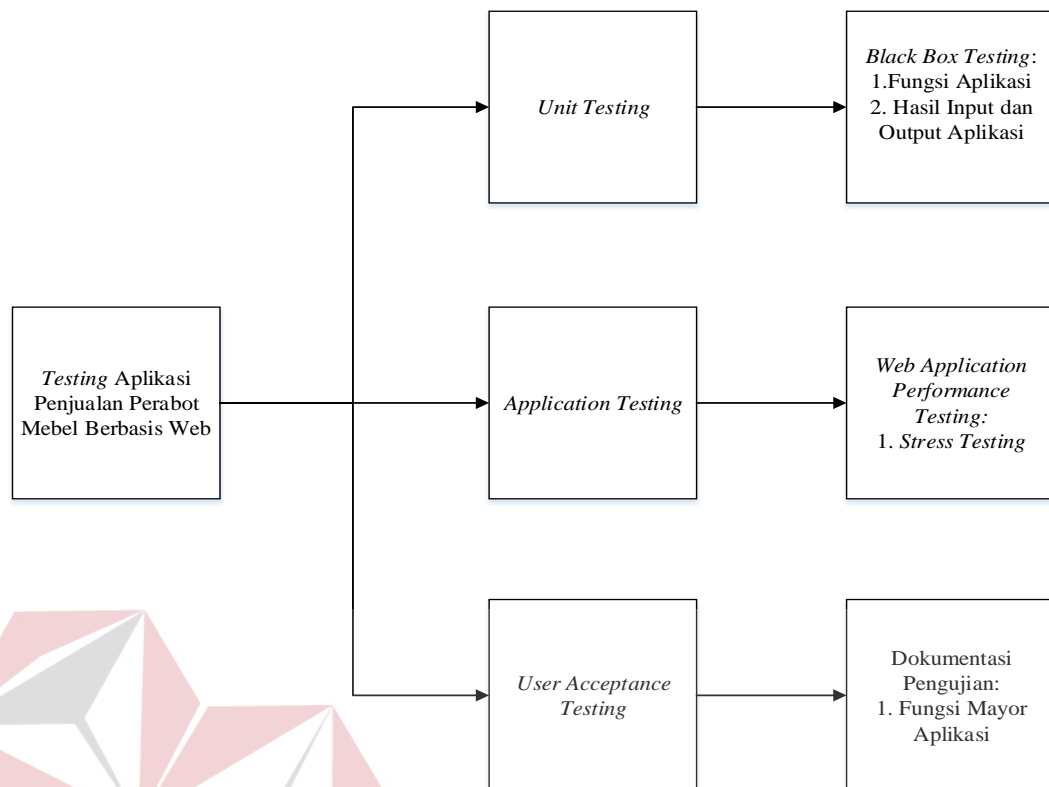 Testing Aplikasi
Penjualan Perabot
Mebel Berbasis Web
Unit Testing
Black Box Testing:
1.Fungsi Aplikasi
2. Hasil Input dan
Output Aplikasi
Application Testing
Web Application
Performance
Testing:
1. Stress Testing
User Acceptance
Testing
Dokumentasi
Pengujian:
1. Fungsi Mayor
Aplikasi